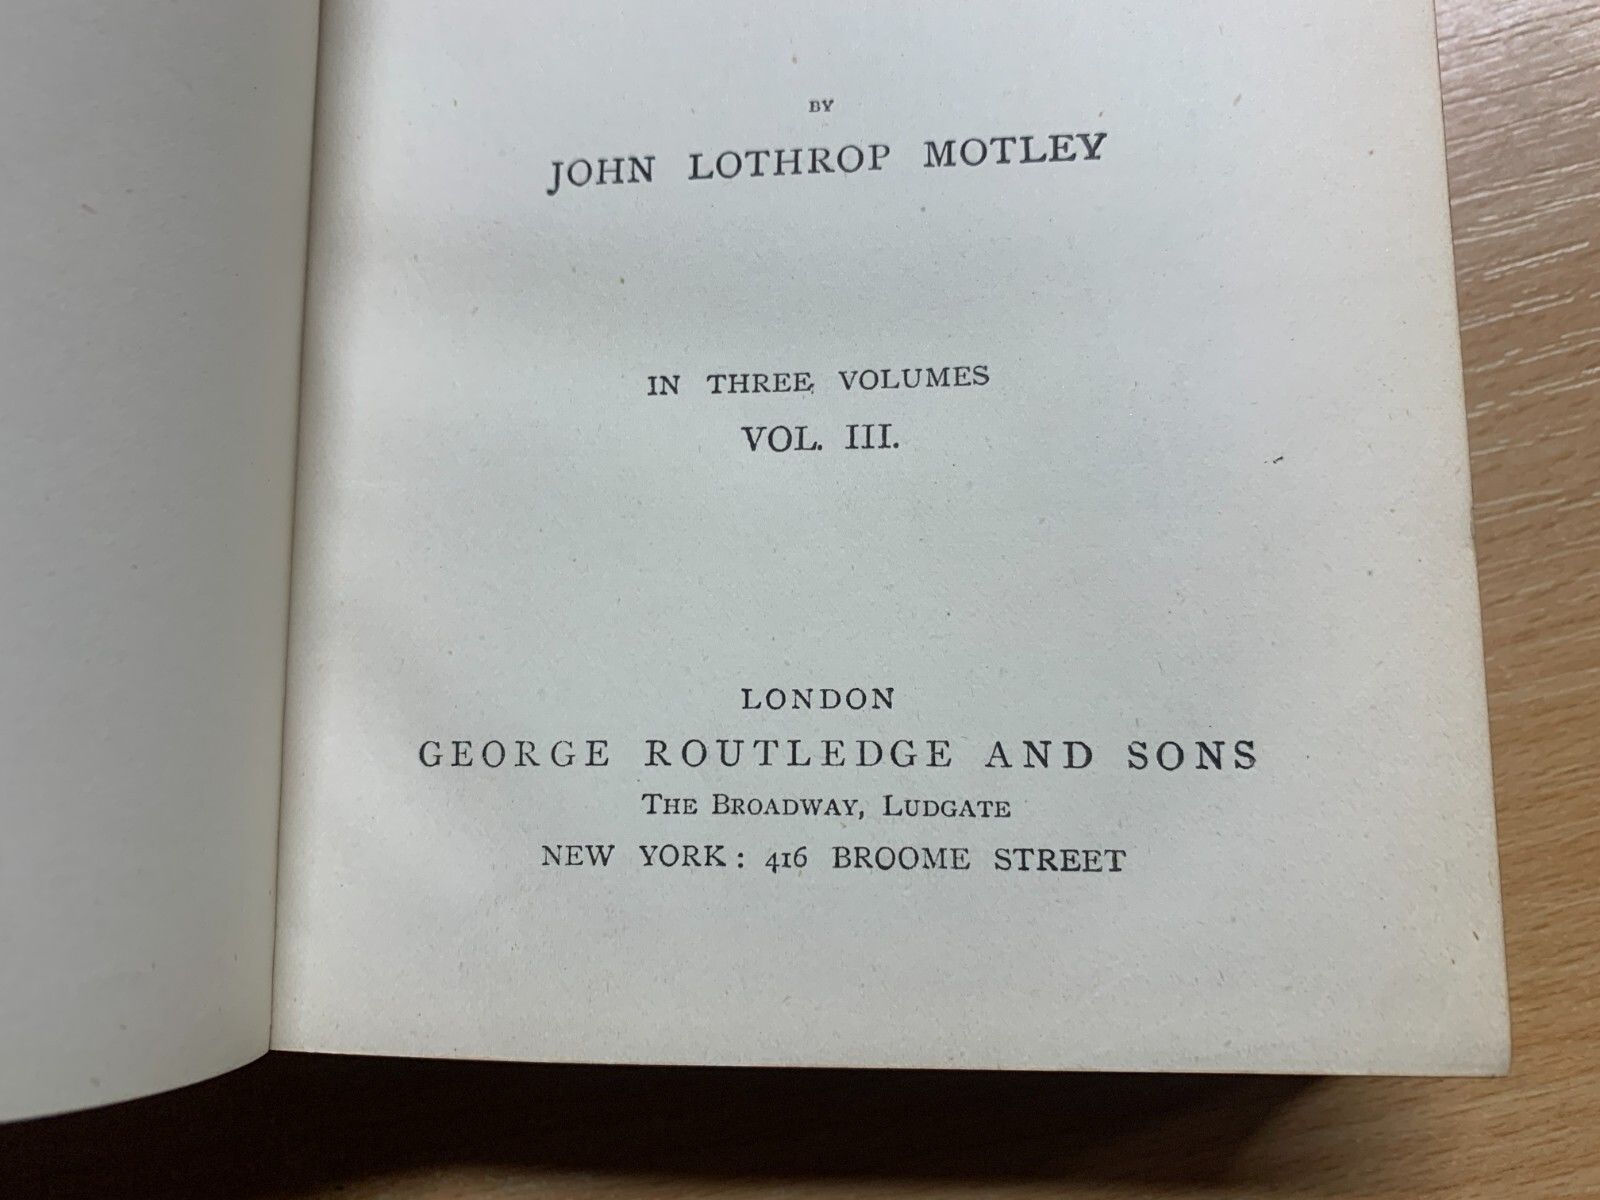 BY
JOHN LOTHROP MOTLEY
IN THREE VOLUMES
VOL. III.
LONDON
GEORGE ROUTLEDGE AND SONS
THE BROADWAY, LUDGATE
NEW YORK: 416 BROOME STREET